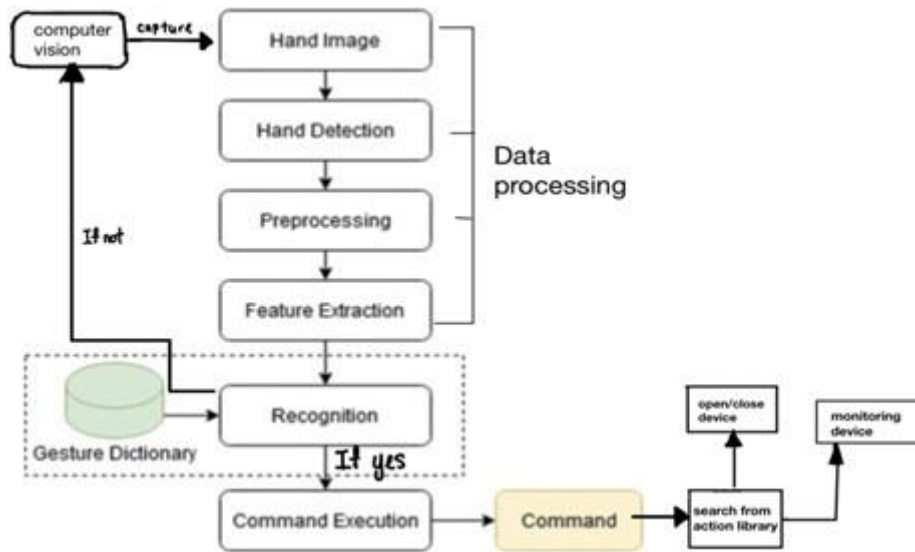 computer
vision
capture
Hand Image
Hand Detection
Data
processing
Preprocessing
If not
Feature Extraction
Recognition
Gesture Dictionary
If yes
open/close
device
monitoring
device
Command Execution
Command
search from
action library